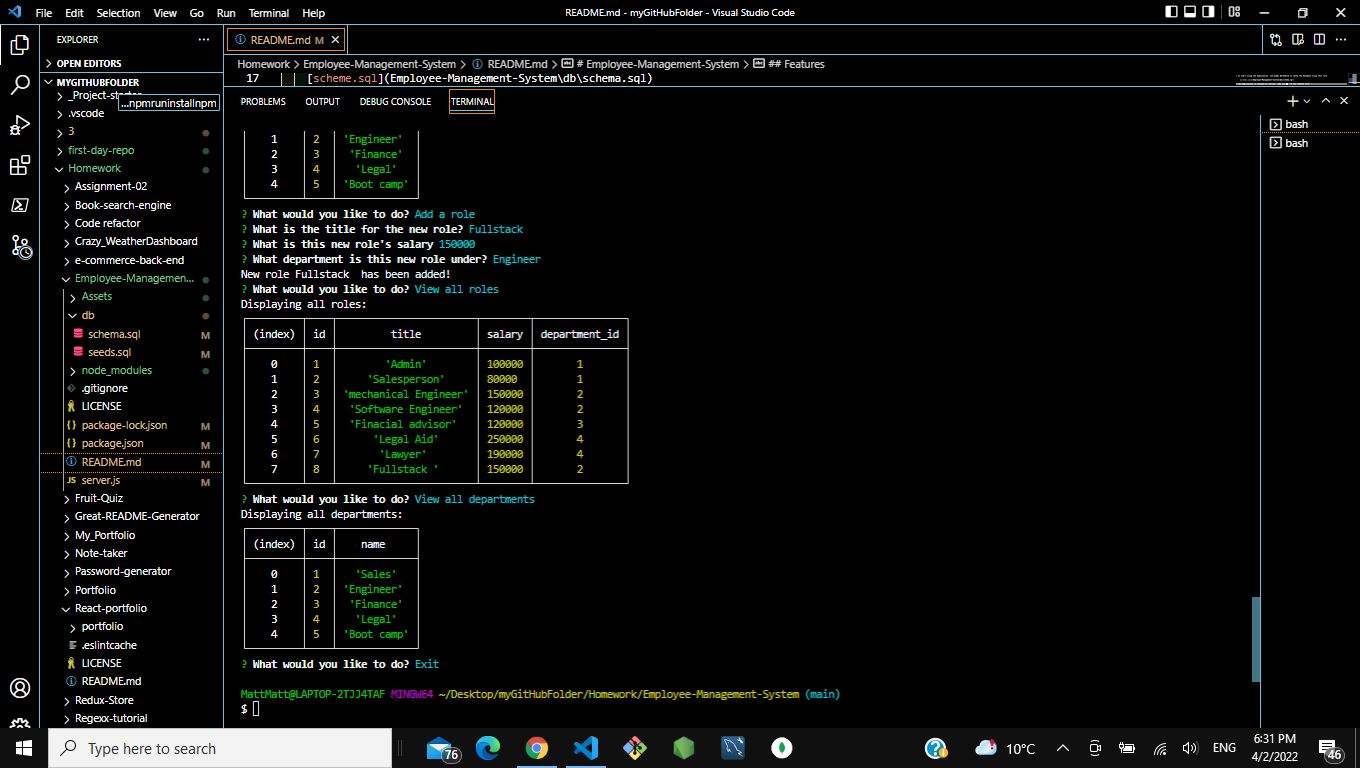 File Edit Selection View Go Run Terminal Help
README.md - myGitHubFolder - Visual Studio Code
EXPLORER
OPEN EDITORS
MYGITHUBFOLDER
_Project-starter
...npmruninstallnpm
.vscode
3
first-day-repo
Homework
Assignment-02
Book-search-engine
Code refactor
Crazy_WeatherDashboard
e-commerce-back-end
Employee-Managemen...
Assets
db
schema.sql M
seeds.sql M
node_modules
.gitignore
LICENSE
package-lock.json M
package.json M
README.md M
server.js M
Fruit-Quiz
Great-README-Generator
My_Portfolio
Note-taker
Password-generator
Portfolio
React-portfolio
portfolio
.eslintcache
LICENSE
README.md
Redux-Store
Regexx-tutorial
README.md M
Homework > Employee-Management-System > README.md > # Employee-Management-System > ## Features
17 [scheme.sql](Employee-Management-System\db\schema.sql)
PROBLEMS OUTPUT DEBUG CONSOLE TERMINAL
bash
bash
1 2 'Engineer'
2 3 'Finance'
3 4 'Legal'
4 5 'Boot camp'
? What would you like to do? Add a role
? What is the title for the new role? Fullstack
? What is this new role's salary 150000
? What department is this new role under? Engineer
New role Fullstack  has been added!
? What would you like to do? View all roles
Displaying all roles:
(index) id title salary department_id
0 1 'Admin' 100000 1
1 2 'Salesperson' 80000 1
2 3 'mechanical Engineer' 150000 2
3 4 'Software Engineer' 120000 2
4 5 'Finacial advisor' 120000 3
5 6 'Legal Aid' 250000 4
6 7 'Lawyer' 190000 4
7 8 'Fullstack ' 150000 2
? What would you like to do? View all departments
Displaying all departments:
(index) id name
0 1 'Sales'
1 2 'Engineer'
2 3 'Finance'
3 4 'Legal'
4 5 'Boot camp'
? What would you like to do? Exit
MattMatt@LAPTOP-2TJJ4TAF MINGW64 ~/Desktop/myGitHubFolder/Homework/Employee-Management-System (main)
$
Type here to search
76
10°C
ENG
6:31 PM
4/2/2022
46